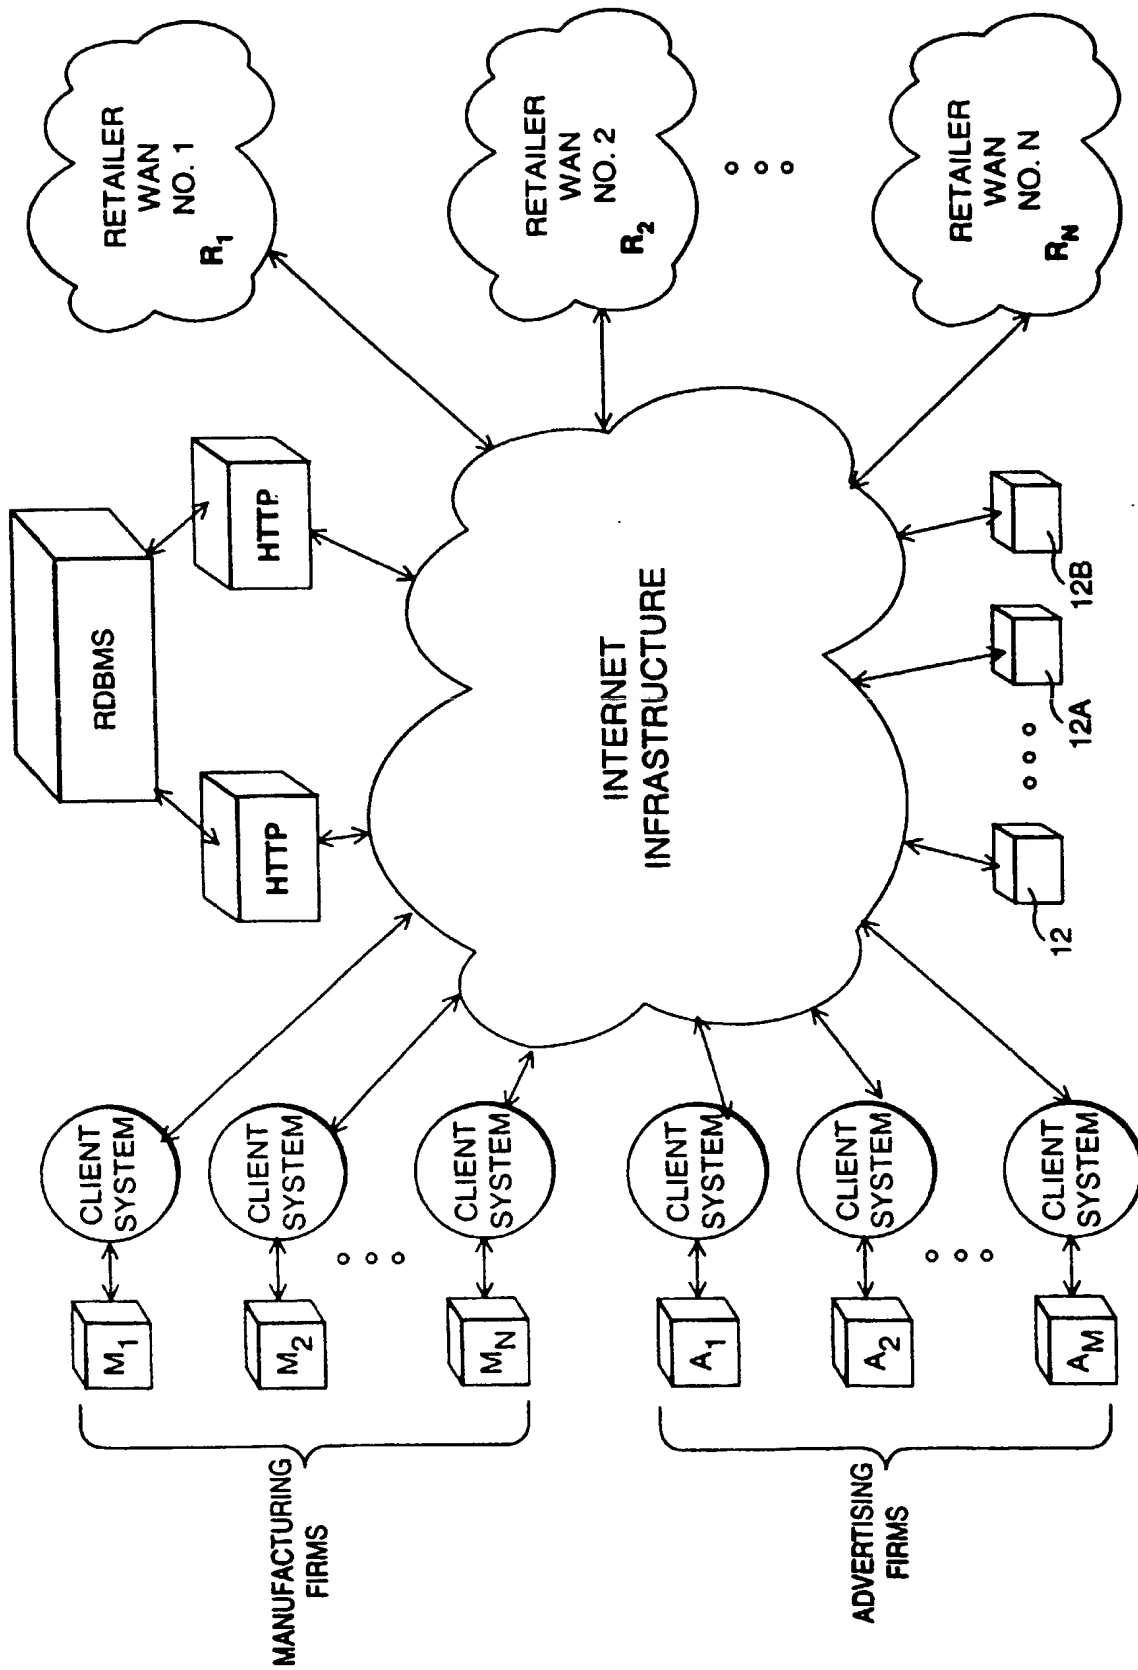 MANUFACTURING
FIRMS
M1
M2
MN
CLIENT
SYSTEM
CLIENT
SYSTEM
CLIENT
SYSTEM
ADVERTISING
FIRMS
A1
A2
AM
CLIENT
SYSTEM
CLIENT
SYSTEM
CLIENT
SYSTEM
RDBMS
HTTP
HTTP
INTERNET
INFRASTRUCTURE
12
12A
12B
RETAILER
WAN
NO. 1
R1
RETAILER
WAN
NO. 2
R2
RETAILER
WAN
NO. N
RN